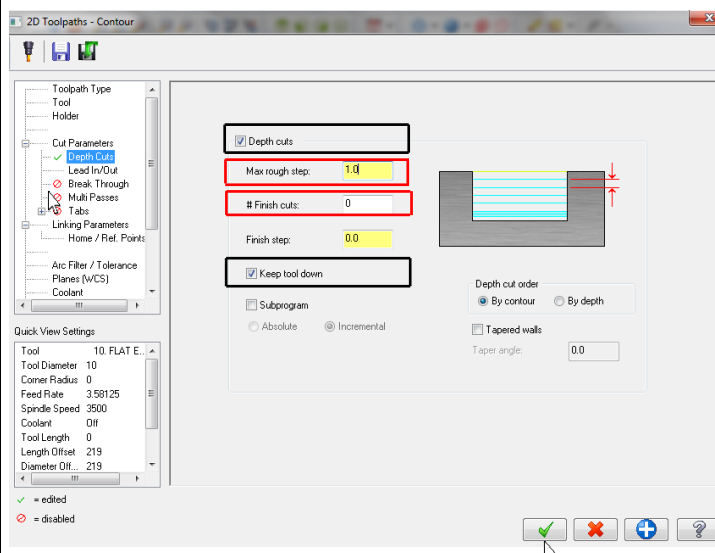 2D Toolpaths - Contour
Toolpath Type
Tool
Holder
Cut Parameters
Depth Cuts
Lead In/Out
Break Through
Multi Passes
Tabs
Linking Parameters
Home / Ref. Points
Arc Filter / Tolerance
Planes (WCS)
Coolant
Quick View Settings
Tool 10. FLAT E...
Tool Diameter 10
Corner Radius 0
Feed Rate 3.58125
Spindle Speed 3500
Coolant Off
Tool Length 0
Length Offset 219
Diameter Off... 219
= edited
= disabled
Depth cuts
Max rough step: 1.0
# Finish cuts: 0
Finish step: 0.0
Keep tool down
Subprogram
Absolute Incremental
Depth cut order
By contour By depth
Tapered walls
Taper angle: 0.0